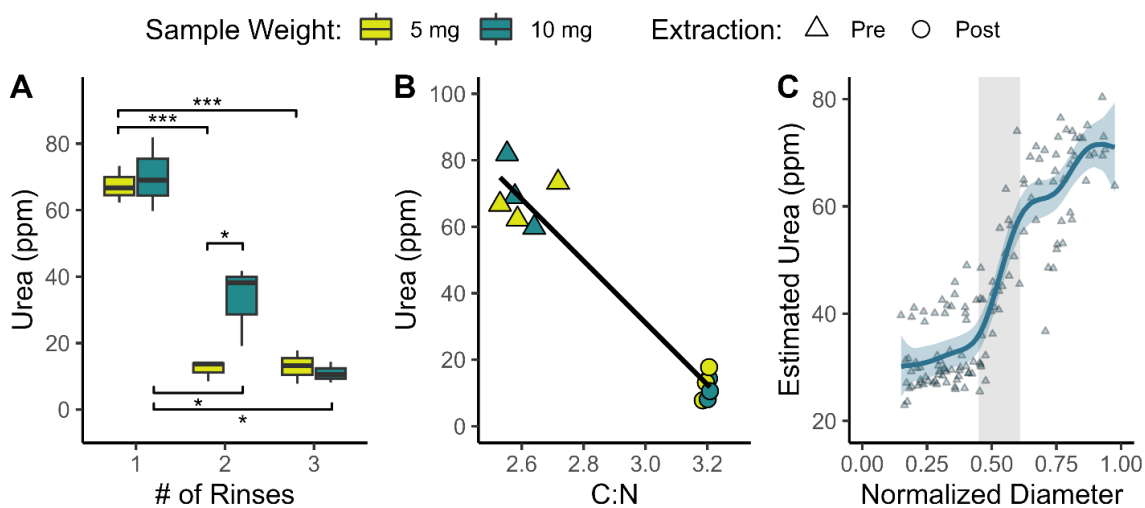 Sample Weight: 5 mg 10 mg Extraction: Pre Post
A
Urea (ppm)
80
60
40
20
0
***
***
*
*
*
1 2 3
# of Rinses
B
Urea (ppm)
100
80
60
40
20
0
2.6 2.8 3.0 3.2
C:N
C
Estimated Urea (ppm)
80
60
40
20
0.00 0.25 0.50 0.75 1.00
Normalized Diameter